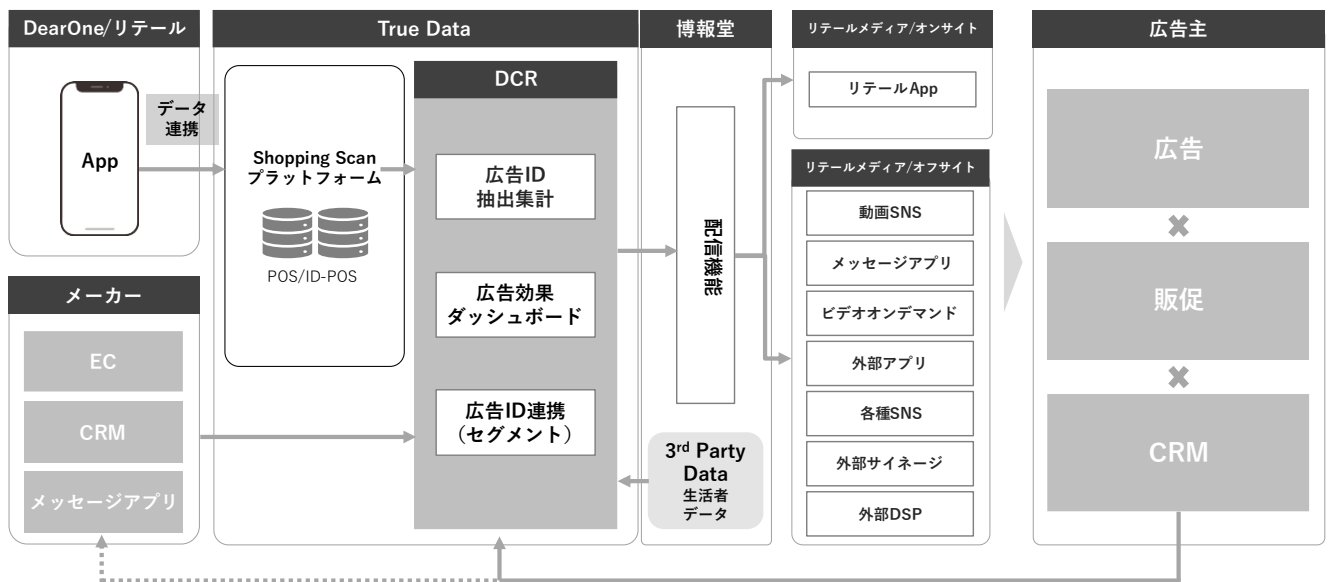 DearOne/リテール
App
データ
連携
メーカー
EC
CRM
メッセージアプリ
True Data
Shopping Scan
プラットフォーム
POS/ID-POS
DCR
広告ID
抽出集計
広告効果
ダッシュボード
広告ID連携
（セグメント）
博報堂
配信機能
3rd Party
Data
生活者
データ
リテールメディア/オンサイト
リテールApp
リテールメディア/オフサイト
動画SNS
メッセージアプリ
ビデオオンデマンド
外部アプリ
各種SNS
外部サイネージ
外部DSP
広告主
広告
×
販促
×
CRM